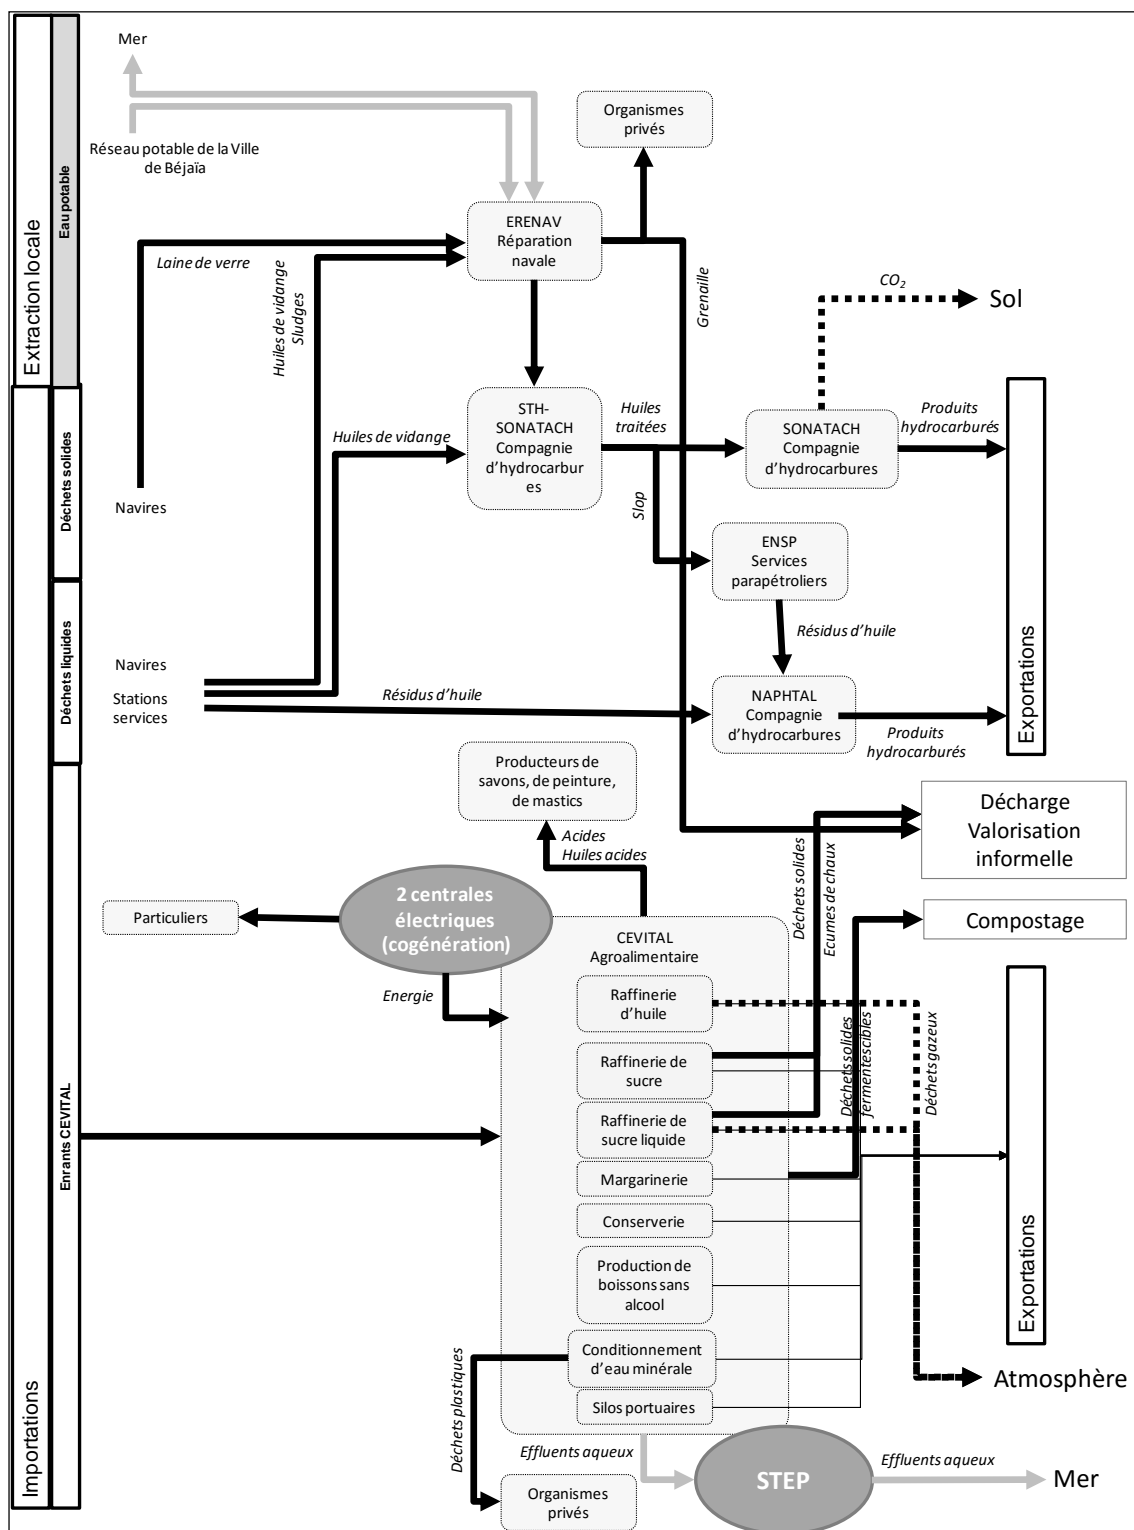 Mer
Réseau potable de la Ville
de Béjaïa
Organismes
privés
Extraction locale
Eau potable
ERENAV
Réparation
navale
Laine de verre
Huiles de vidange
Sludges
Grenaille
CO2
Sol
Déchets solides
Navires
Huiles de vidange
STH-
SONATACH
Compagnie
d'hydrocarbur
es
Huiles
traitées
Slop
SONATACH
Compagnie
d'hydrocarbures
Produits
hydrocarburés
Exportations
ENSP
Services
parapétroliers
Résidus d'huile
Déchets liquides
Navires
Stations
services
Résidus d'huile
NAPHTAL
Compagnie
d'hydrocarbures
Produits
hydrocarburés
Producteurs de
savons, de peinture,
de mastics
Acides
Huiles acides
Déchets solides
Ecumes de chaux
Décharge
Valorisation
informelle
Particuliers
2 centrales
électriques
(cogénération)
Energie
Compostage
CEVITAL
Agroalimentaire
Raffinerie
d'huile
Raffinerie de
sucre
Raffinerie de
sucre liquide
Margarinerie
Conserverie
Production de
boissons sans
alcool
Conditionnement
d'eau minérale
Silos portuaires
Déchets solides
fermentescibles
Déchets gazeux
Exportations
Atmosphère
Importations
Enrants CEVITAL
Déchets plastiques
Effluents aqueux
STEP
Effluents aqueux
Mer
Organismes
privés